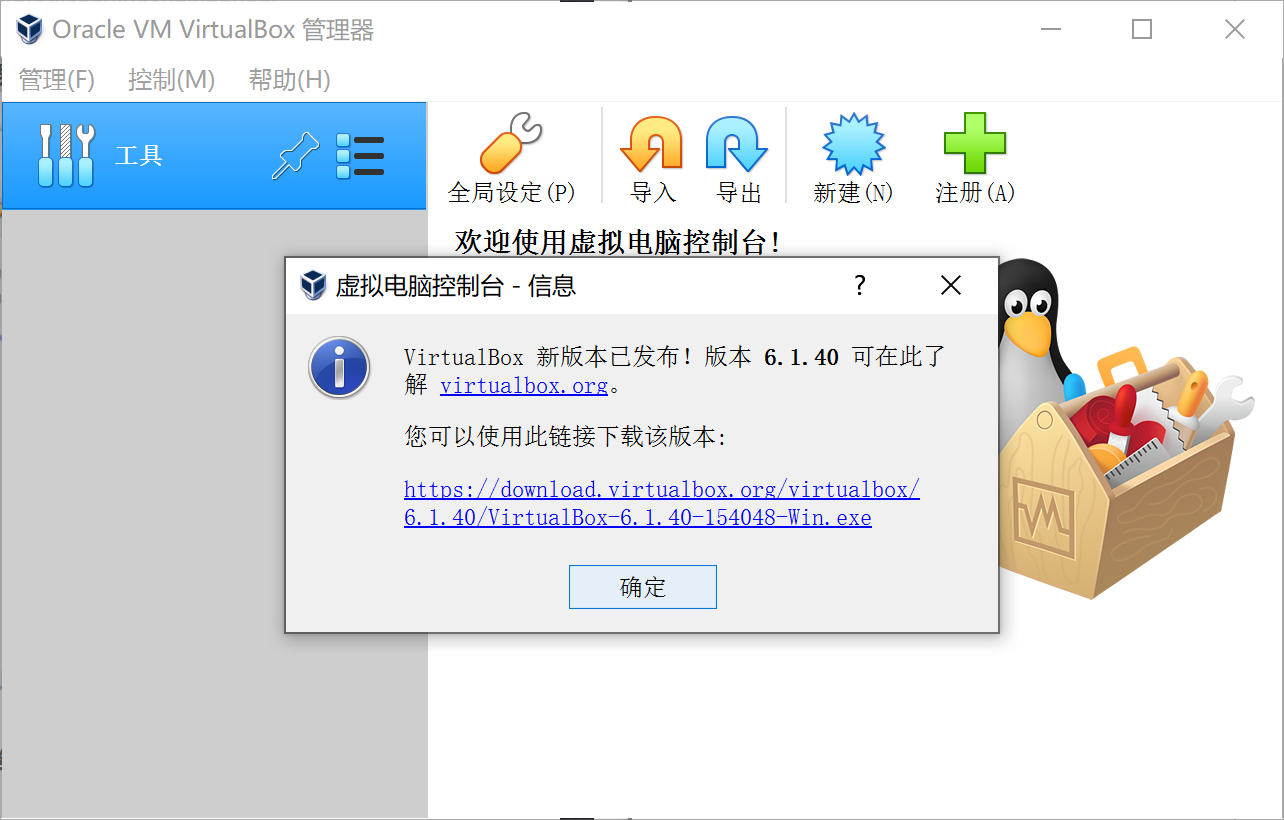 Oracle VM VirtualBox 管理器
管理(F) 控制(M) 帮助(H)
工具
全局设定(P) 导入 导出 新建(N) 注册(A)
欢迎使用虚拟电脑控制台！
虚拟电脑控制台 - 信息
?
VirtualBox 新版本已发布！版本 6.1.40 可在此了
解 virtualbox.org。
您可以使用此链接下载该版本：
https://download.virtualbox.org/virtualbox/
6.1.40/VirtualBox-6.1.40-154048-Win.exe
确定